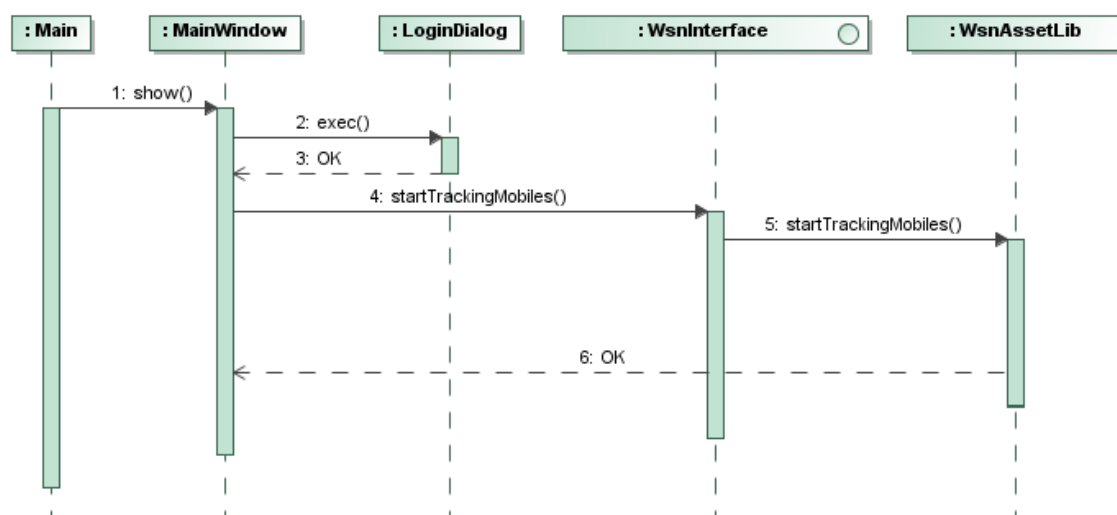 : Main
: MainWindow
: LoginDialog
: WsnInterface
: WsnAssetLib
1: show()
2: exec()
3: OK
4: startTrackingMobiles()
5: startTrackingMobiles()
6: OK